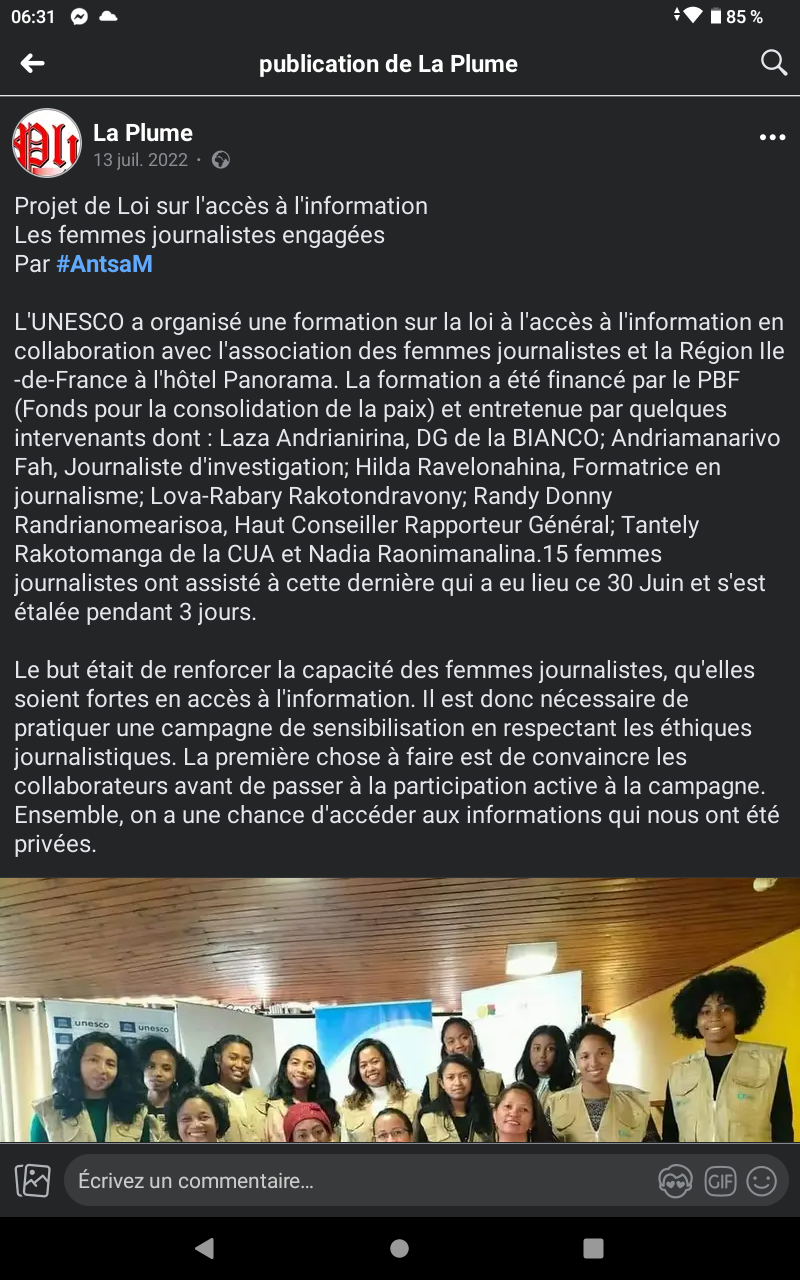 06:31
85 %
publication de La Plume
La Plume
13 juil. 2022 ·
Projet de Loi sur l'accès à l'information
Les femmes journalistes engagées
Par #AntsaM
L'UNESCO a organisé une formation sur la loi à l'accès à l'information en
collaboration avec l'association des femmes journalistes et la Région Ile
-de-France à l'hôtel Panorama. La formation a été financé par le PBF
(Fonds pour la consolidation de la paix) et entretenue par quelques
intervenants dont : Laza Andrianirina, DG de la BIANCO; Andriamanarivo
Fah, Journaliste d'investigation; Hilda Ravelonahina, Formatrice en
journalisme; Lova-Rabary Rakotondravony; Randy Donny
Randrianomearisoa, Haut Conseiller Rapporteur Général; Tantely
Rakotomanga de la CUA et Nadia Raonimanalina.15 femmes
journalistes ont assisté à cette dernière qui a eu lieu ce 30 Juin et s'est
étalée pendant 3 jours.
Le but était de renforcer la capacité des femmes journalistes, qu'elles
soient fortes en accès à l'information. Il est donc nécessaire de
pratiquer une campagne de sensibilisation en respectant les éthiques
journalistiques. La première chose à faire est de convaincre les
collaborateurs avant de passer à la participation active à la campagne.
Ensemble, on a une chance d'accéder aux informations qui nous ont été
privées.
unesco unesco
Écrivez un commentaire...
GIF